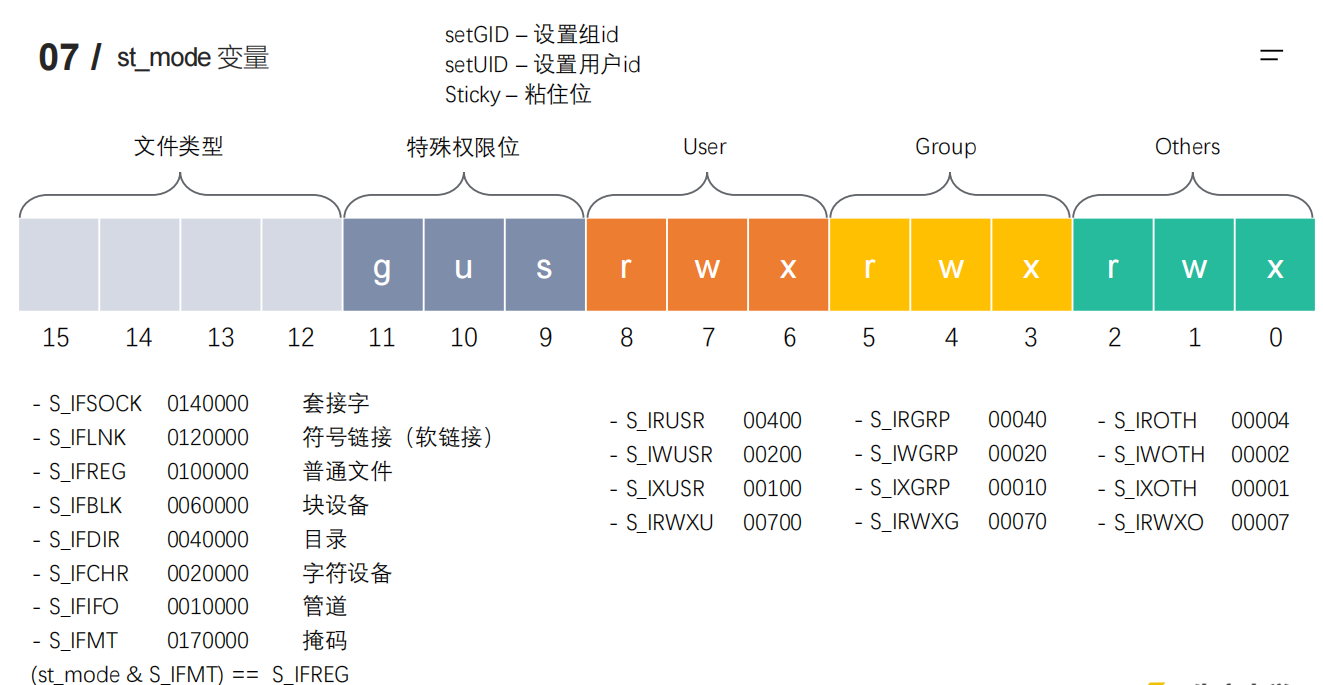 07 / st_mode 变量
setGID – 设置组id
setUID – 设置用户id
Sticky – 粘住位
文件类型 特殊权限位 User Group Others
g u s r w x r w x r w x
15 14 13 12 11 10 9 8 7 6 5 4 3 2 1 0
- S_IFSOCK 0140000 套接字
- S_IFLNK 0120000 符号链接（软链接）
- S_IFREG 0100000 普通文件
- S_IFBLK 0060000 块设备
- S_IFDIR 0040000 目录
- S_IFCHR 0020000 字符设备
- S_IFIFO 0010000 管道
- S_IFMT 0170000 掩码
(st_mode & S_IFMT) == S_IFREG
- S_IRUSR 00400
- S_IWUSR 00200
- S_IXUSR 00100
- S_IRWXU 00700
- S_IRGRP 00040
- S_IWGRP 00020
- S_IXGRP 00010
- S_IRWXG 00070
- S_IROTH 00004
- S_IWOTH 00002
- S_IXOTH 00001
- S_IRWXO 00007